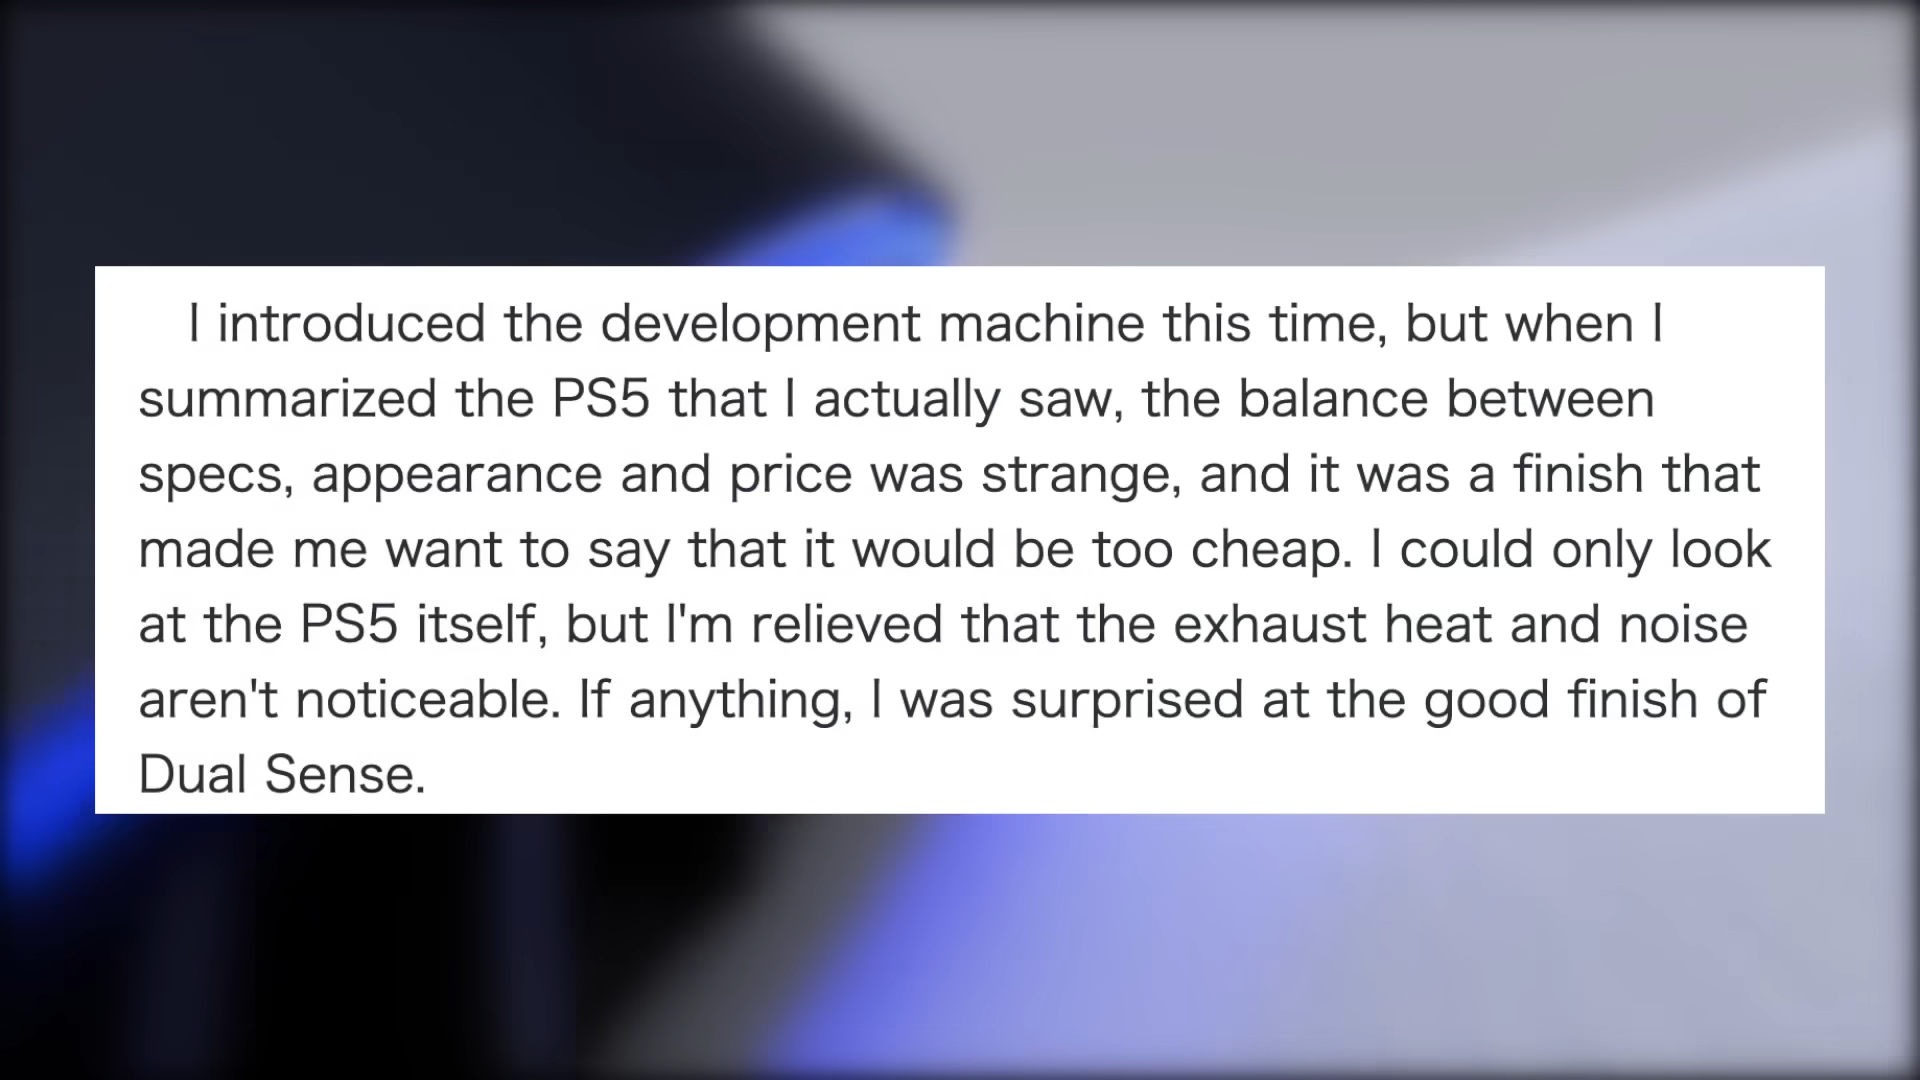 I introduced the development machine this time, but when I
summarized the PS5 that I actually saw, the balance between
specs, appearance and price was strange, and it was a finish that
made me want to say that it would be too cheap. I could only look
at the PS5 itself, but I'm relieved that the exhaust heat and noise
aren't noticeable. If anything, I was surprised at the good finish of
Dual Sense.